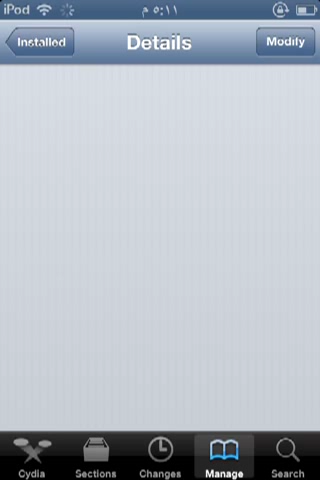 iPod ٥:١١ م
Installed Details Modify
Cydia Sections Changes Manage Search